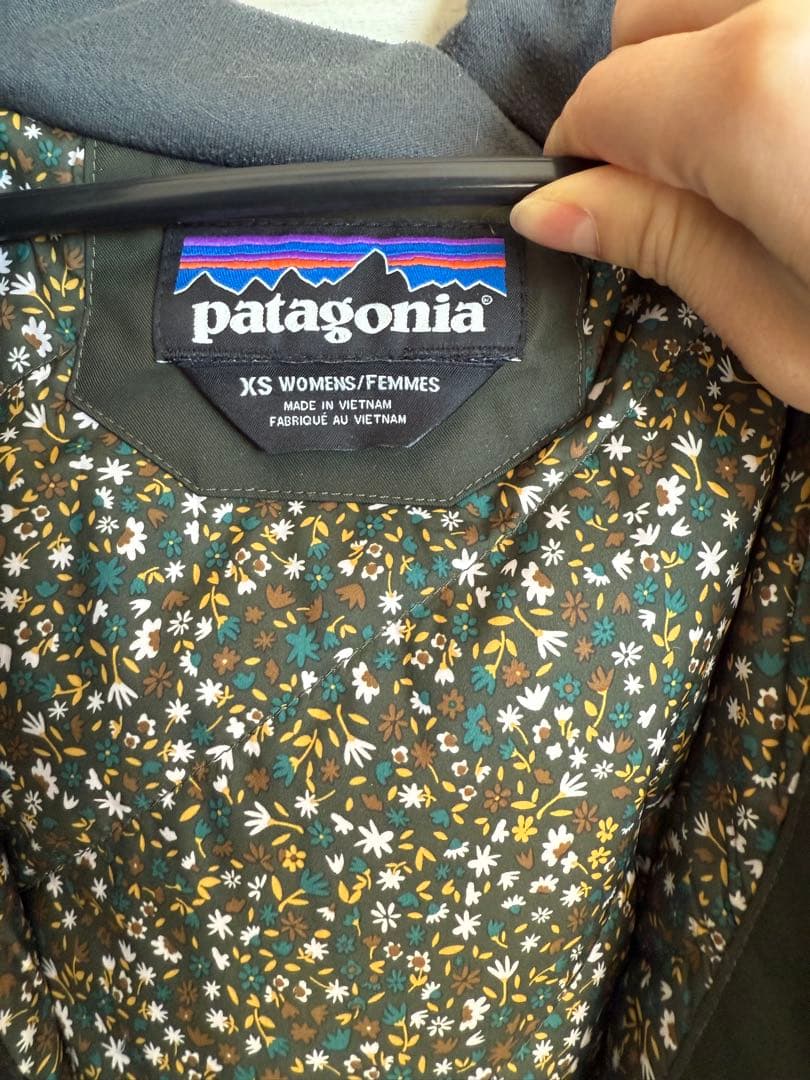 patagonia®
XS WOMENS/FEMMES
MADE IN VIETNAM
FABRIQUÉ AU VIETNAM